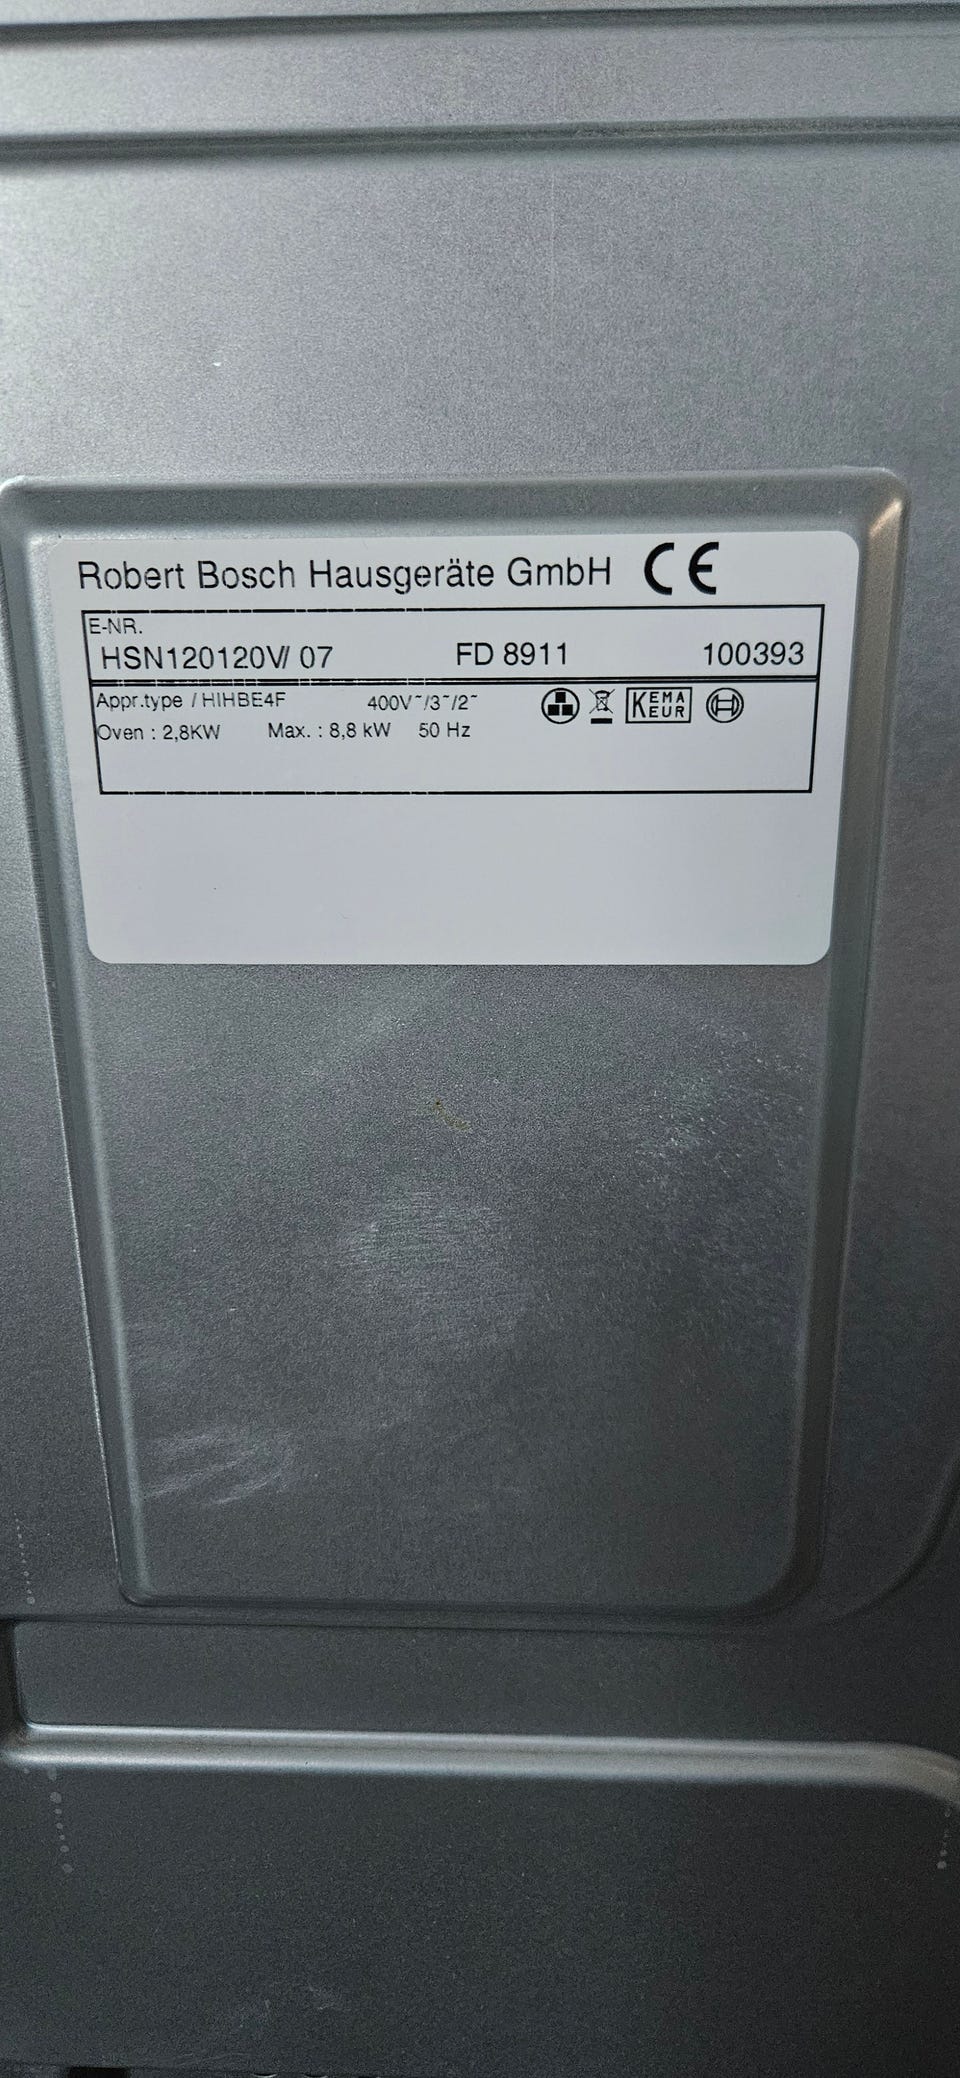 Robert Bosch Hausgeräte GmbH CE
E-NR.
HSN120120V/ 07 FD 8911 100393
Appr.type / HIHBE4F 400V~/3~/2~ KEMA KEUR
Oven : 2,8KW Max. : 8,8 kW 50 Hz